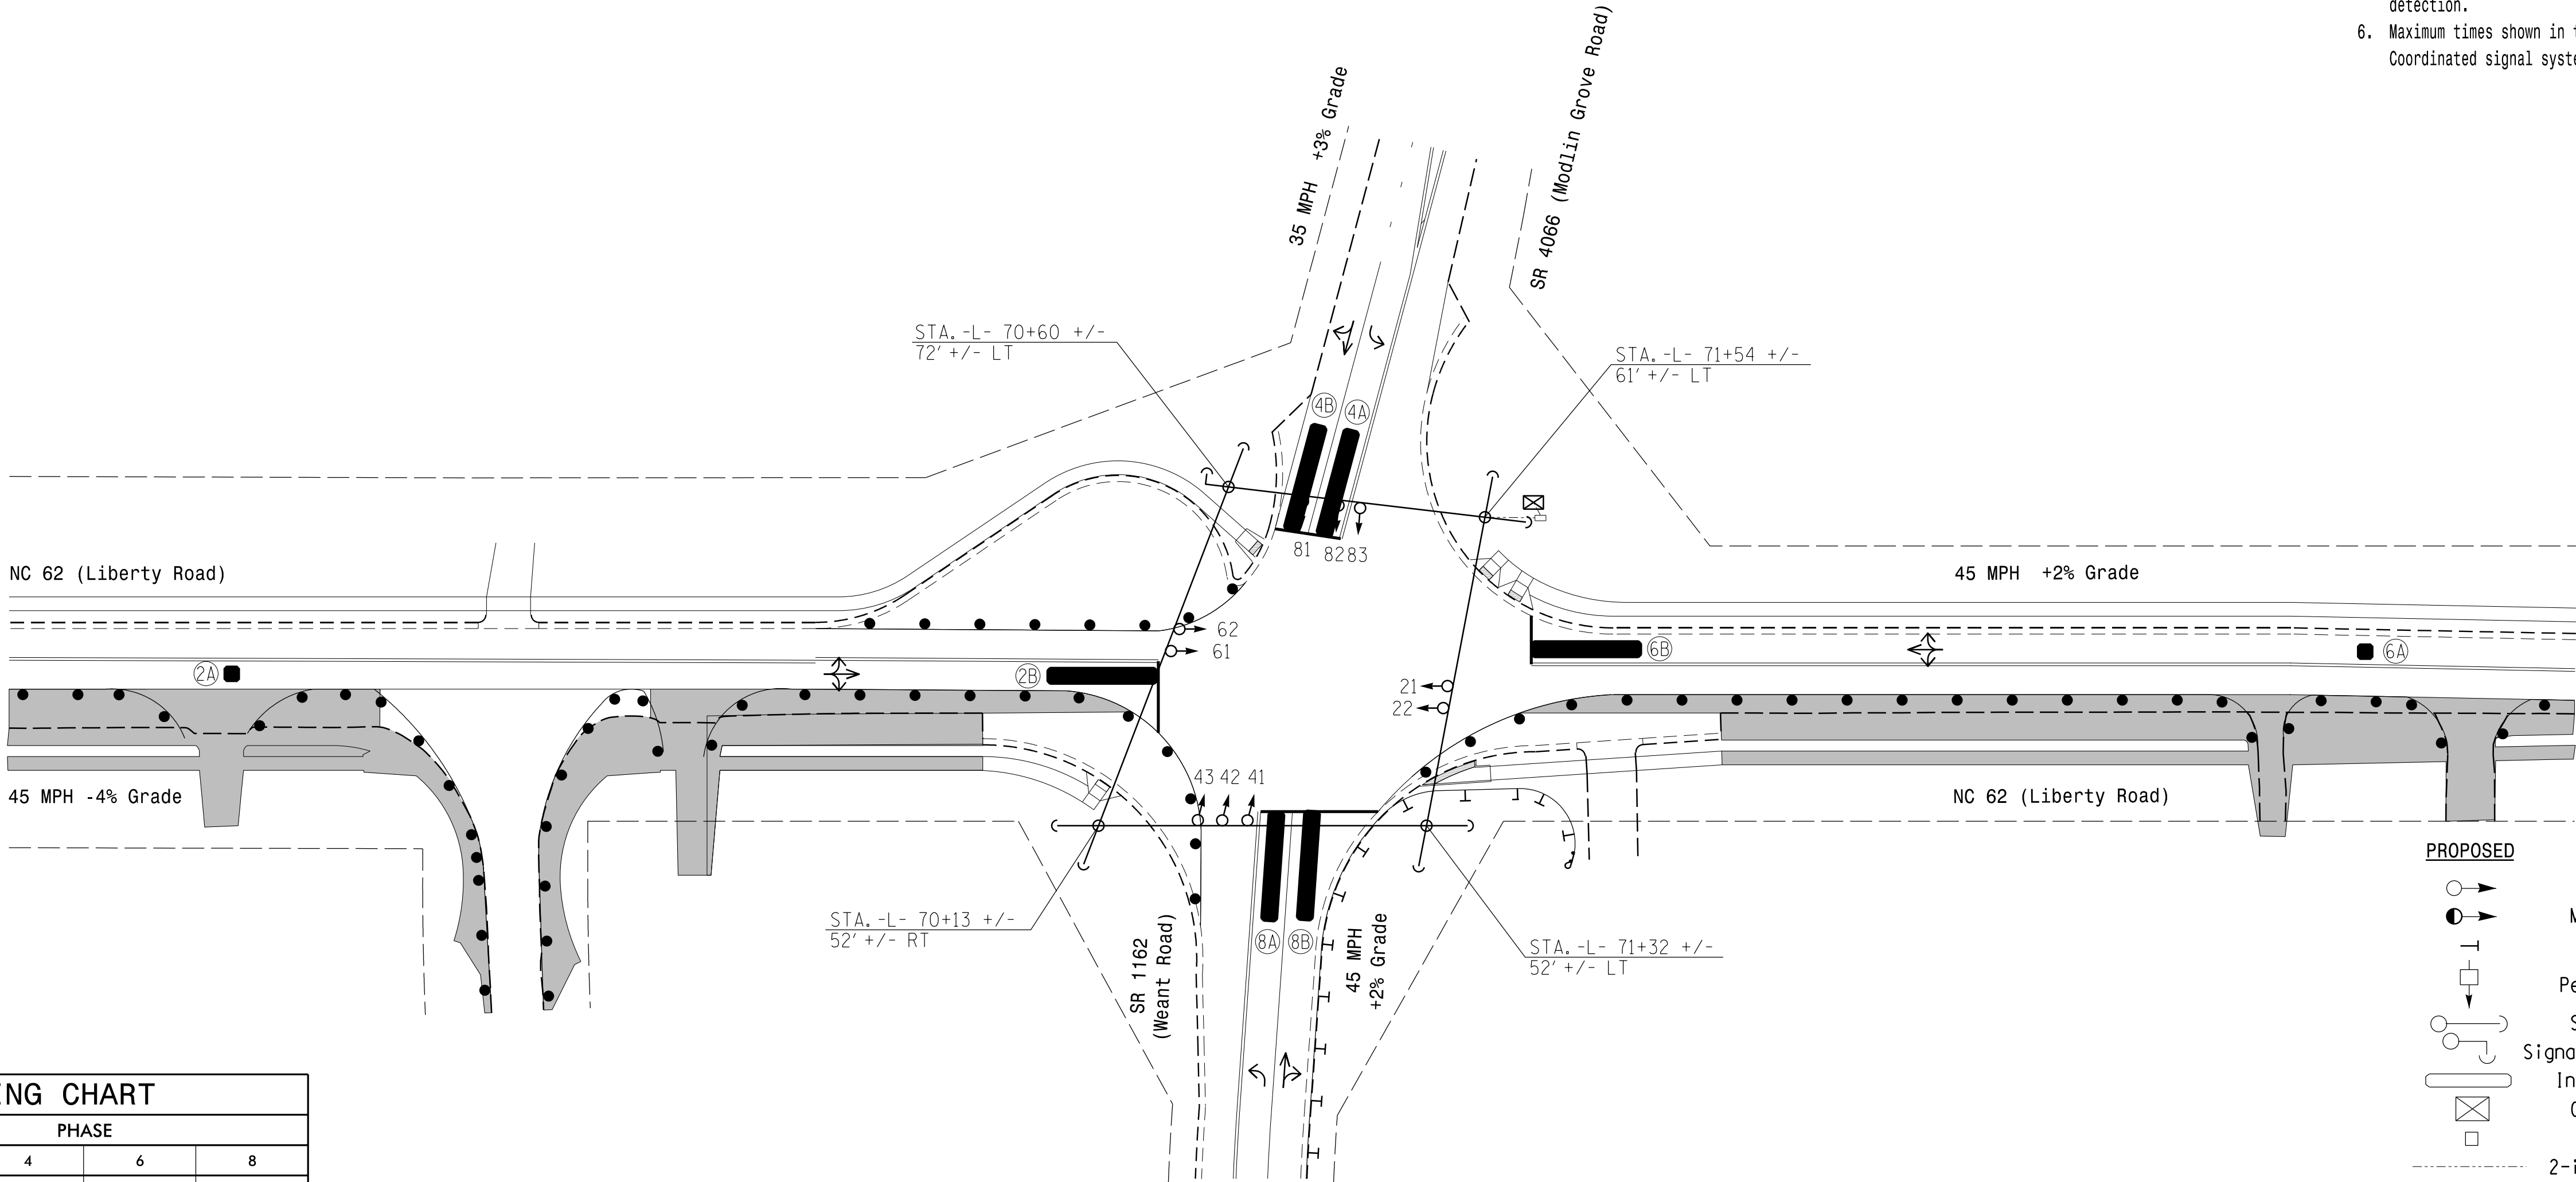 detection.
6. Maximum times shown in
Coordinated signal
35 MPH +3% Grade
SR 4066 (Modlin Grove Road)
STA. -L- 70+60 +/-
72' +/- LT
STA. -L- 71+54 +/-
61' +/- LT
4B
4A
81
82
83
NC 62 (Liberty Road)
45 MPH +2% Grade
62
61
2A
2B
6B
6A
21
22
45 MPH -4% Grade
43
42
41
NC 62 (Liberty Road)
STA. -L- 70+13 +/-
52' +/- RT
SR 1162
(Weant Road)
8A
8B
45 MPH
+2% Grade
STA. -L- 71+32 +/-
52' +/- LT
PROPOSED
CHART
PHASE
4
6
8